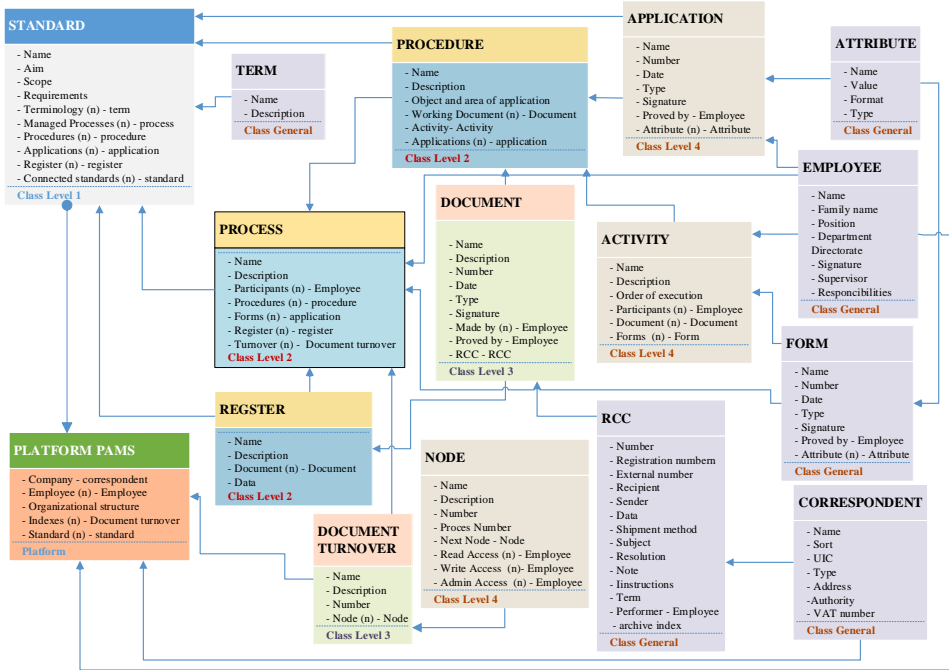 STANDARD
- Name
- Aim
- Scope
- Requirements
- Terminology (n) - term
- Managed Processes (n) - process
- Procedures (n) - procedure
- Applications (n) - application
- Register (n) - register
- Connected standards (n) - standard
Class Level 1
TERM
- Name
- Description
Class General
PROCEDURE
- Name
- Description
- Object and area of application
- Working Document (n) - Document
- Activity- Activity
- Applications (n) - application
Class Level 2
APPLICATION
- Name
- Number
- Date
- Type
- Signature
- Proved by - Employee
- Attribute (n) - Attribute
Class Level 4
ATTRIBUTE
- Name
- Value
- Format
- Type
Class General
EMPLOYEE
- Name
- Family name
- Position
- Department
Directorate
- Signature
- Supervisor
- Responcibilities
Class General
PROCESS
- Name
- Description
- Participants (n) - Employee
- Procedures (n) - procedure
- Forms (n) - application
- Register (n) - register
- Turnover (n) - Document turnover
Class Level 2
DOCUMENT
- Name
- Description
- Number
- Date
- Type
- Signature
- Made by (n) - Employee
- Proved by - Employee
- RCC - RCC
Class Level 3
ACTIVITY
- Name
- Description
- Order of execution
- Participants (n) - Employee
- Document (n) - Document
- Forms (n) - Form
Class Level 4
FORM
- Name
- Number
- Date
- Type
- Signature
- Proved by - Employee
- Attribute (n) - Attribute
Class General
REGSTER
- Name
- Description
- Document (n) - Document
- Data
Class Level 2
PLATFORM PAMS
- Company - correspondent
- Employee (n) - Employee
- Organizational structure
- Indexes (n) - Document turnover
- Standard (n) - standard
Platform
DOCUMENT
TURNOVER
- Name
- Description
- Number
- Node (n) - Node
Class Level 3
NODE
- Name
- Description
- Number
- Proces Number
- Next Node - Node
- Read Access (n) - Employee
- Write Access (n)- Employee
- Admin Access (n) - Employee
Class Level 4
RCC
- Number
- Registration numbern
- External number
- Recipient
- Sender
- Data
- Shipment method
- Subject
- Resolution
- Note
- Iinstructions
- Term
- Performer - Employee
- archive index
Class General
CORRESPONDENT
- Name
- Sort
- UIC
- Type
- Address
-Authority
- VAT number
Class General